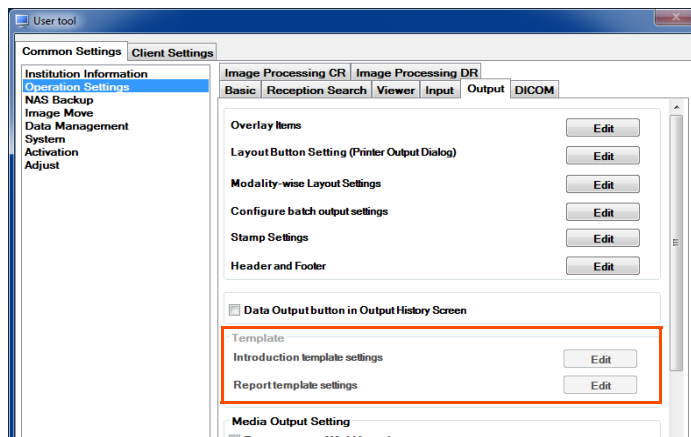 User tool
Common Settings Client Settings
Institution Information
Operation Settings
NAS Backup
Image Move
Data Management
System
Activation
Adjust
Image Processing CR Image Processing DR
Basic Reception Search Viewer Input Output DICOM
Overlay Items Edit
Layout Button Setting (Printer Output Dialog) Edit
Modality-wise Layout Settings Edit
Configure batch output settings Edit
Stamp Settings Edit
Header and Footer Edit
Data Output button in Output History Screen
Template
Introduction template settings Edit
Report template settings Edit
Media Output Setting